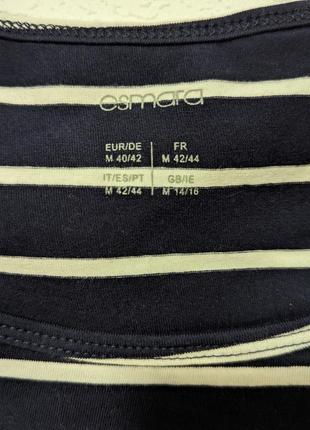 esmara
EUR/DE FR
M 40/42 M 42/44
IT/ES/PT GB/IE
M 42/44 M 14/16